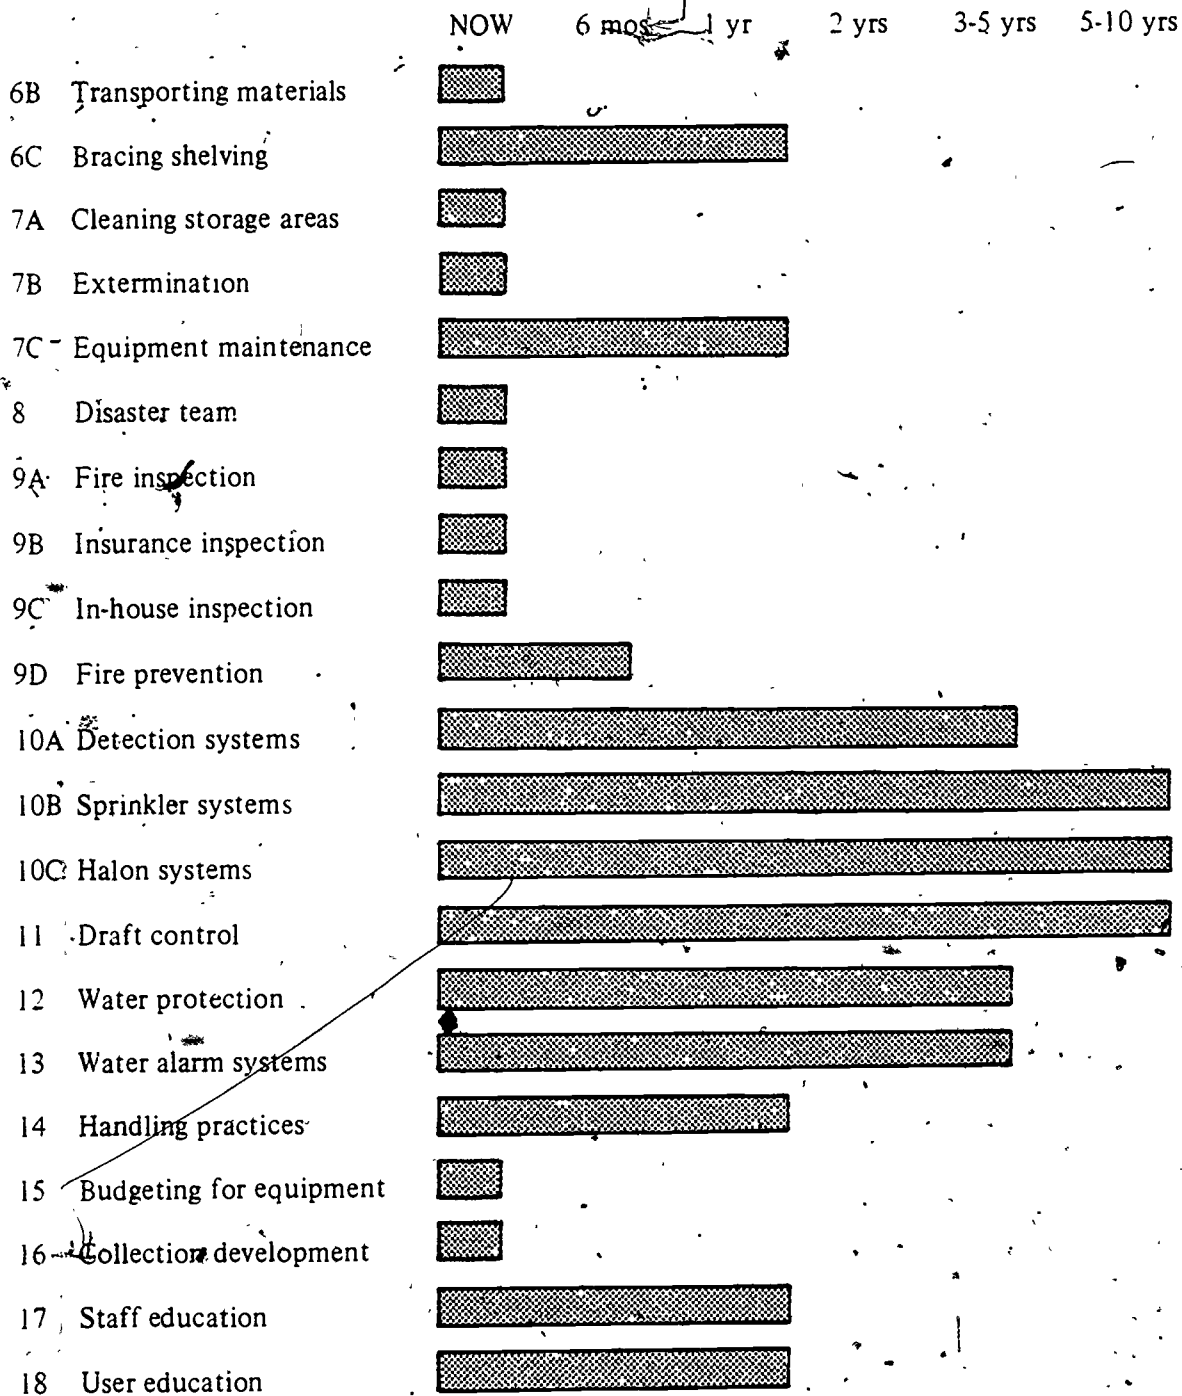 NOW 6 mos 1 yr 2 yrs 3-5 yrs 5-10 yrs
6B Transporting materials
6C Bracing shelving
7A Cleaning storage areas
7B Extermination
7C Equipment maintenance
8 Disaster team
9A Fire inspection
9B Insurance inspection
9C In-house inspection
9D Fire prevention
10A Detection systems
10B Sprinkler systems
10C Halon systems
11 Draft control
12 Water protection
13 Water alarm systems
14 Handling practices
15 Budgeting for equipment
16 Collection development
17 Staff education
18 User education